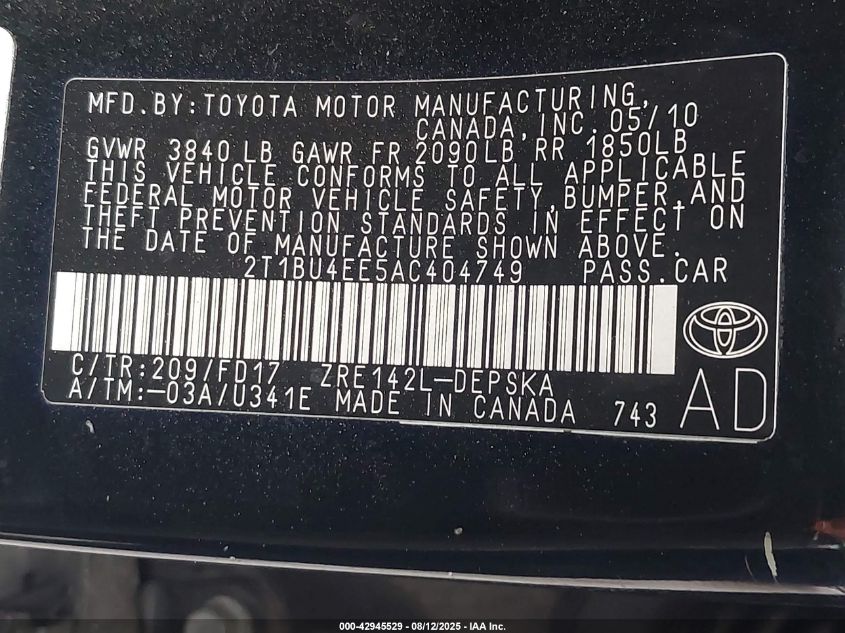 MFD.BY:TOYOTA MOTOR MANUFACTURING,
CANADA,INC.05/10
GVWR 3840 LB GAWR FR 2090LB RR 1850LB
THIS VEHICLE CONFORMS TO ALL APPLICABLE
FEDERAL MOTOR VEHICLE SAFETY,BUMPER,AND
THEFT PREVENTION STANDARDS IN EFFECT ON
THE DATE OF MANUFACTURE SHOWN ABOVE.
2T1BU4EE5AC404749 PASS.CAR
C/TR:209/FD17 ZRE142L-DEPSKA
A/TM:-03A/U341E MADE IN CANADA 743
AD
000-42945529 - 08/12/2025 - IAA Inc.